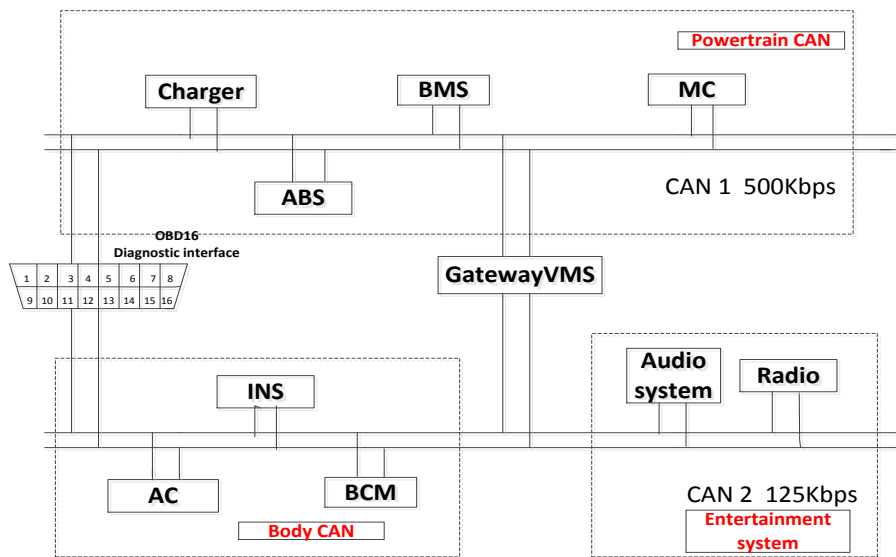 Powertrain CAN
Charger
BMS
MC
ABS
CAN 1 500Kbps
OBD16
Diagnostic interface
1 2 3 4 5 6 7 8
9 10 11 12 13 14 15 16
GatewayVMS
INS
Audio
system
Radio
AC
BCM
CAN 2 125Kbps
Body CAN
Entertainment
system